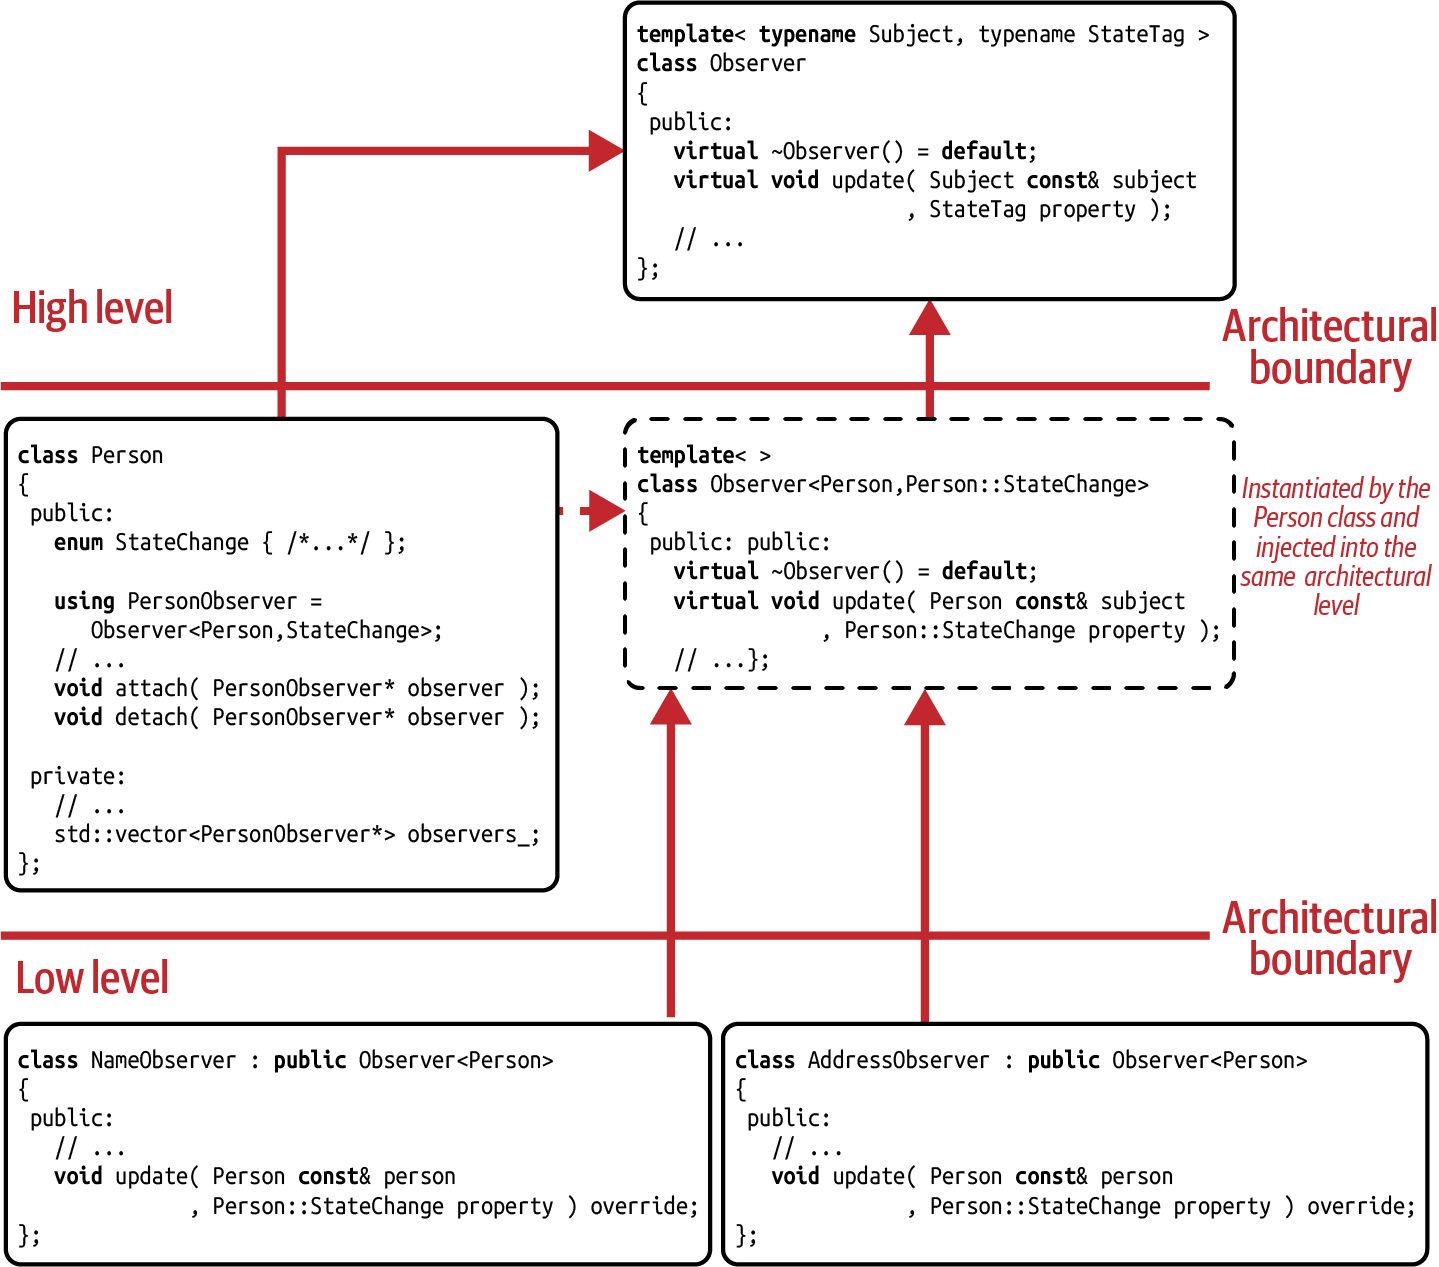 template< typename Subject, typename StateTag >
class Observer
{
 public:
   virtual ~Observer() = default;
   virtual void update( Subject const& subject
                      , StateTag property );
   // ...
};
High level
Architectural
boundary
class Person
{
 public:
   enum StateChange { /*...*/ };
   using PersonObserver =
      Observer<Person,StateChange>;
   // ...
   void attach( PersonObserver* observer );
   void detach( PersonObserver* observer );
 private:
   // ...
   std::vector<PersonObserver*> observers_;
};
template< >
class Observer<Person,Person::StateChange>
{
 public: public:
   virtual ~Observer() = default;
   virtual void update( Person const& subject
               , Person::StateChange property );
   // ...};
Instantiated by the
Person class and
injected into the
same architectural
level
Architectural
boundary
Low level
class NameObserver : public Observer<Person>
{
 public:
   // ...
   void update( Person const& person
              , Person::StateChange property ) override;
};
class AddressObserver : public Observer<Person>
{
 public:
   // ...
   void update( Person const& person
              , Person::StateChange property ) override;
};